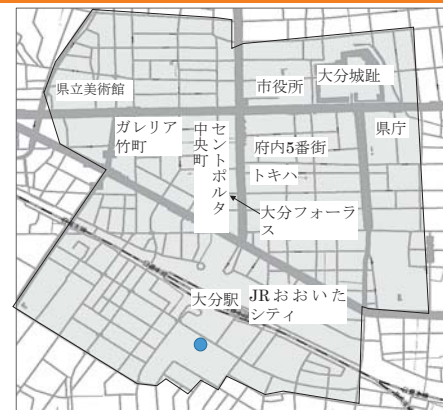 県立美術館
市役所
大分城趾
ガレリア
竹町
セントポルタ
中央町
府内5番街
トキハ
県庁
大分フォーラ
ス
大分駅
JRおおいた
シティ